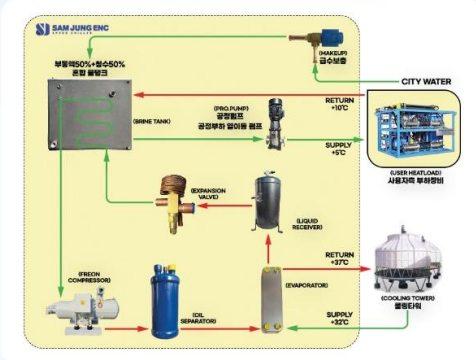 SAM JUNG ENC
SPEED CHILLER
부동액50%+청수50%
혼합 물탱크
(MAKEUP)
급수보충
CITY WATER
RETURN
+10℃
(BRINE TANK)
(PRO.PUMP)
공정펌프
공정부하 열이동 펌프
SUPPLY
+5℃
(USER HEATLOAD)
사용자측 부하장비
(EXPANSION
VALVE)
(LIQUID
RECEIVER)
RETURN
+37℃
(FREON
COMPRESSOR)
(OIL
SEPARATOR)
(EVAPORATOR)
(COOLING TOWER)
쿨링타워
SUPPLY
+32℃